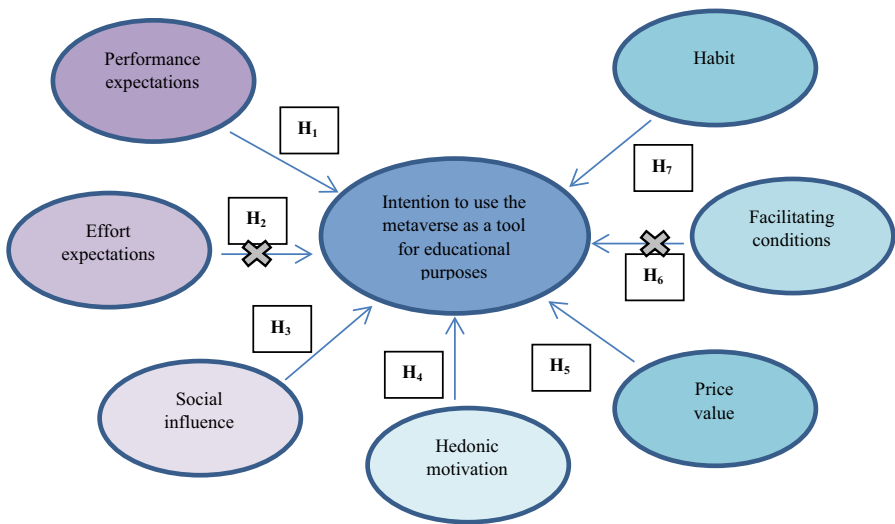 Performance
expectations
H₁
Habit
H₇
Intention to use the
metaverse as a tool
for educational
purposes
Effort
expectations
H₂
Facilitating
conditions
H₆
H₃
Social
influence
H₄
Hedonic
motivation
H₅
Price
value